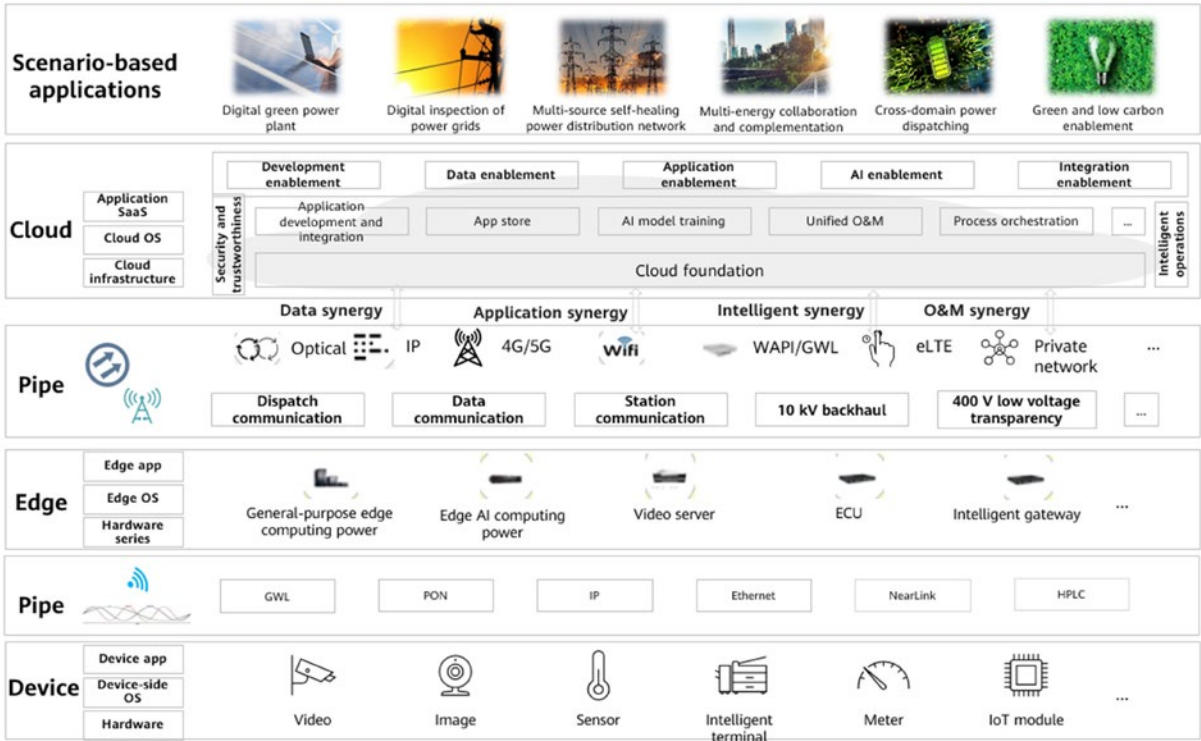 Scenario-based
applications
Digital green power
plant
Digital inspection of
power grids
Multi-source self-healing
power distribution network
Multi-energy collaboration
and complementation
Cross-domain power
dispatching
Green and low carbon
enablement
Cloud
Application
SaaS
Cloud OS
Cloud
infrastructure
Security and
trustworthiness
Development
enablement
Data enablement
Application
enablement
AI enablement
Integration
enablement
Application
development and
integration
App store
AI model training
Unified O&M
Process orchestration
...
Cloud foundation
Intelligent
operations
Data synergy
Application synergy
Intelligent synergy
O&M synergy
Pipe
Optical
IP
4G/5G
Wifi
WAPI/GWL
eLTE
Private
network
...
Dispatch
communication
Data
communication
Station
communication
10 kV backhaul
400 V low voltage
transparency
...
Edge
Edge app
Edge OS
Hardware
series
General-purpose edge
computing power
Edge AI computing
power
Video server
ECU
Intelligent gateway
...
Pipe
GWL
PON
IP
Ethernet
NearLink
HPLC
Device
Device app
Device-side
OS
Hardware
Video
Image
Sensor
Intelligent
terminal
Meter
IoT module
...